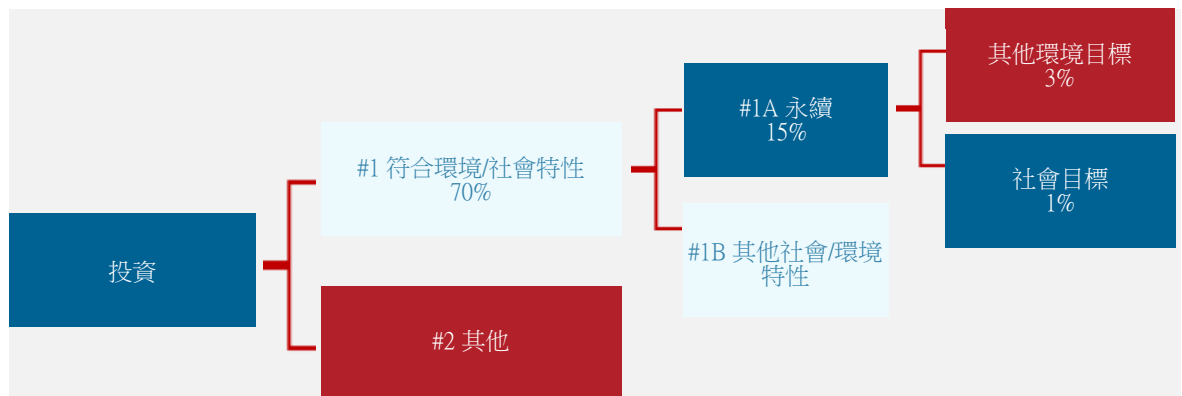 投資
#1 符合環境/社會特性
70%
#2 其他
#1A 永續
15%
#1B 其他社會/環境
特性
其他環境目標
3%
社會目標
1%